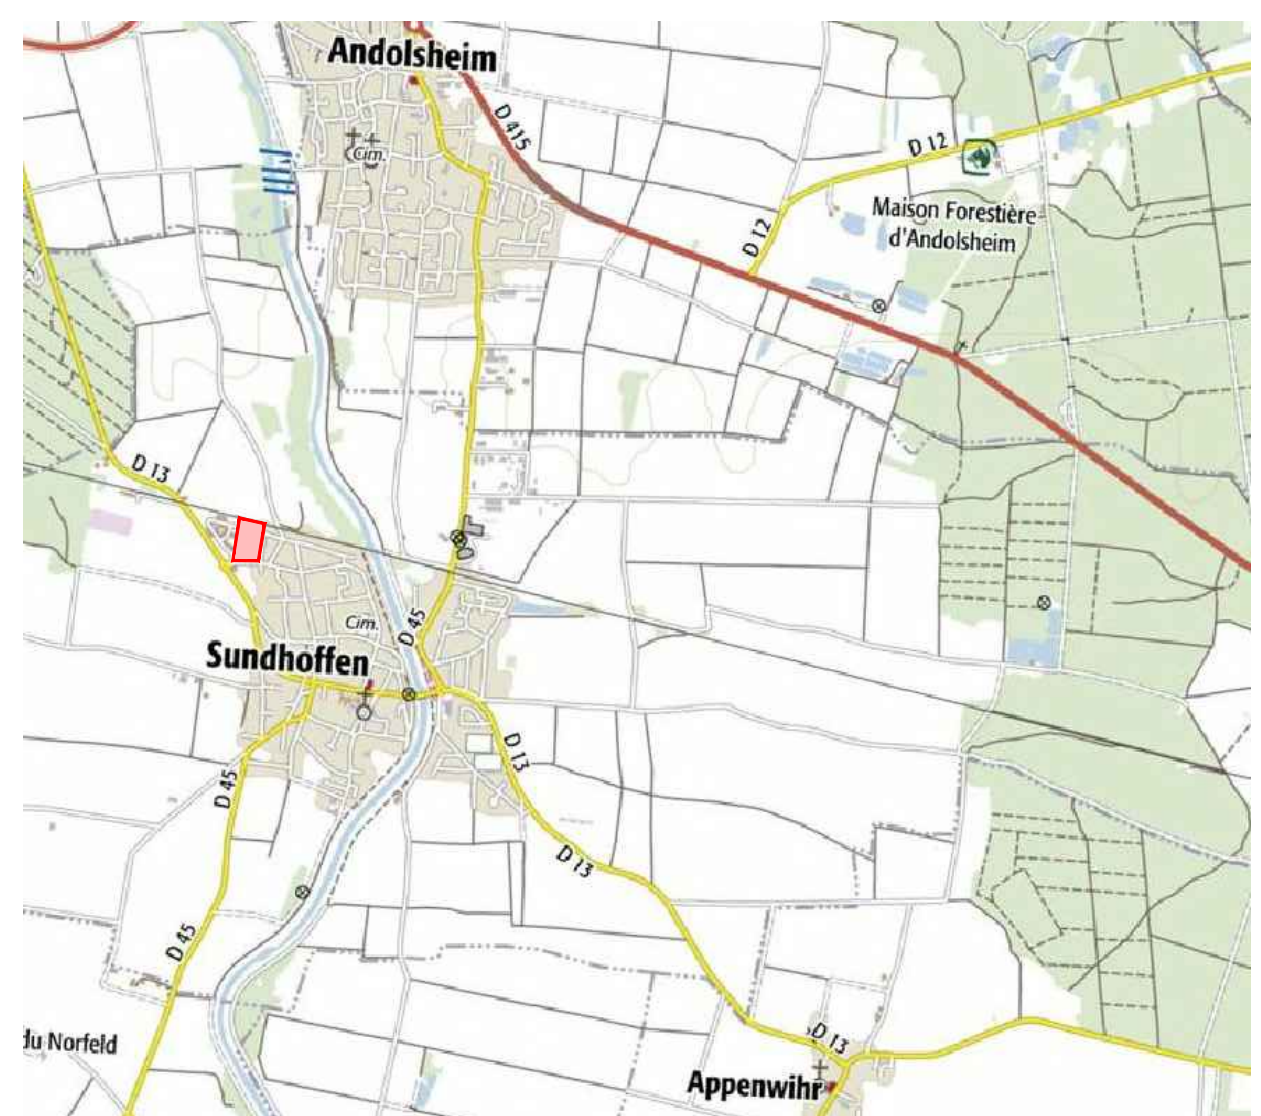 Andolsheim
D 415
Cim.
D 12
Maison Forestière
d'Andolsheim
D 12
D 13
Cim.
D 45
Sundhoffen
D 13
D 45
D 13
D 45
du Norfeld
D 13
Appenwihr